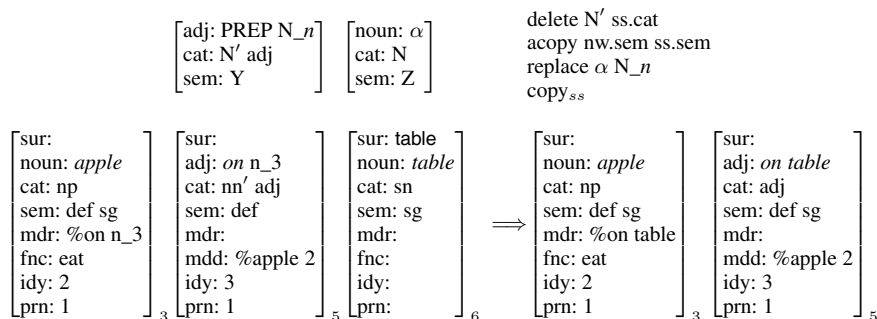 adj: PREP N_n
cat: N′ adj
sem: Y
noun: α
cat: N
sem: Z
delete N′ ss.cat
acopy nw.sem ss.sem
replace α N_n
copy_ss
sur:
noun: apple
cat: np
sem: def sg
mdr: %on n_3
fnc: eat
idy: 2
prn: 1
3
sur:
adj: on n_3
cat: nn′ adj
sem: def
mdr:
mdd: %apple 2
idy: 3
prn: 1
5
sur: table
noun: table
cat: sn
sem: sg
mdr:
fnc:
idy:
prn:
6
⟹
sur:
noun: apple
cat: np
sem: def sg
mdr: %on table
fnc: eat
idy: 2
prn: 1
3
sur:
adj: on table
cat: adj
sem: def sg
mdr:
mdd: %apple 2
idy: 3
prn: 1
5